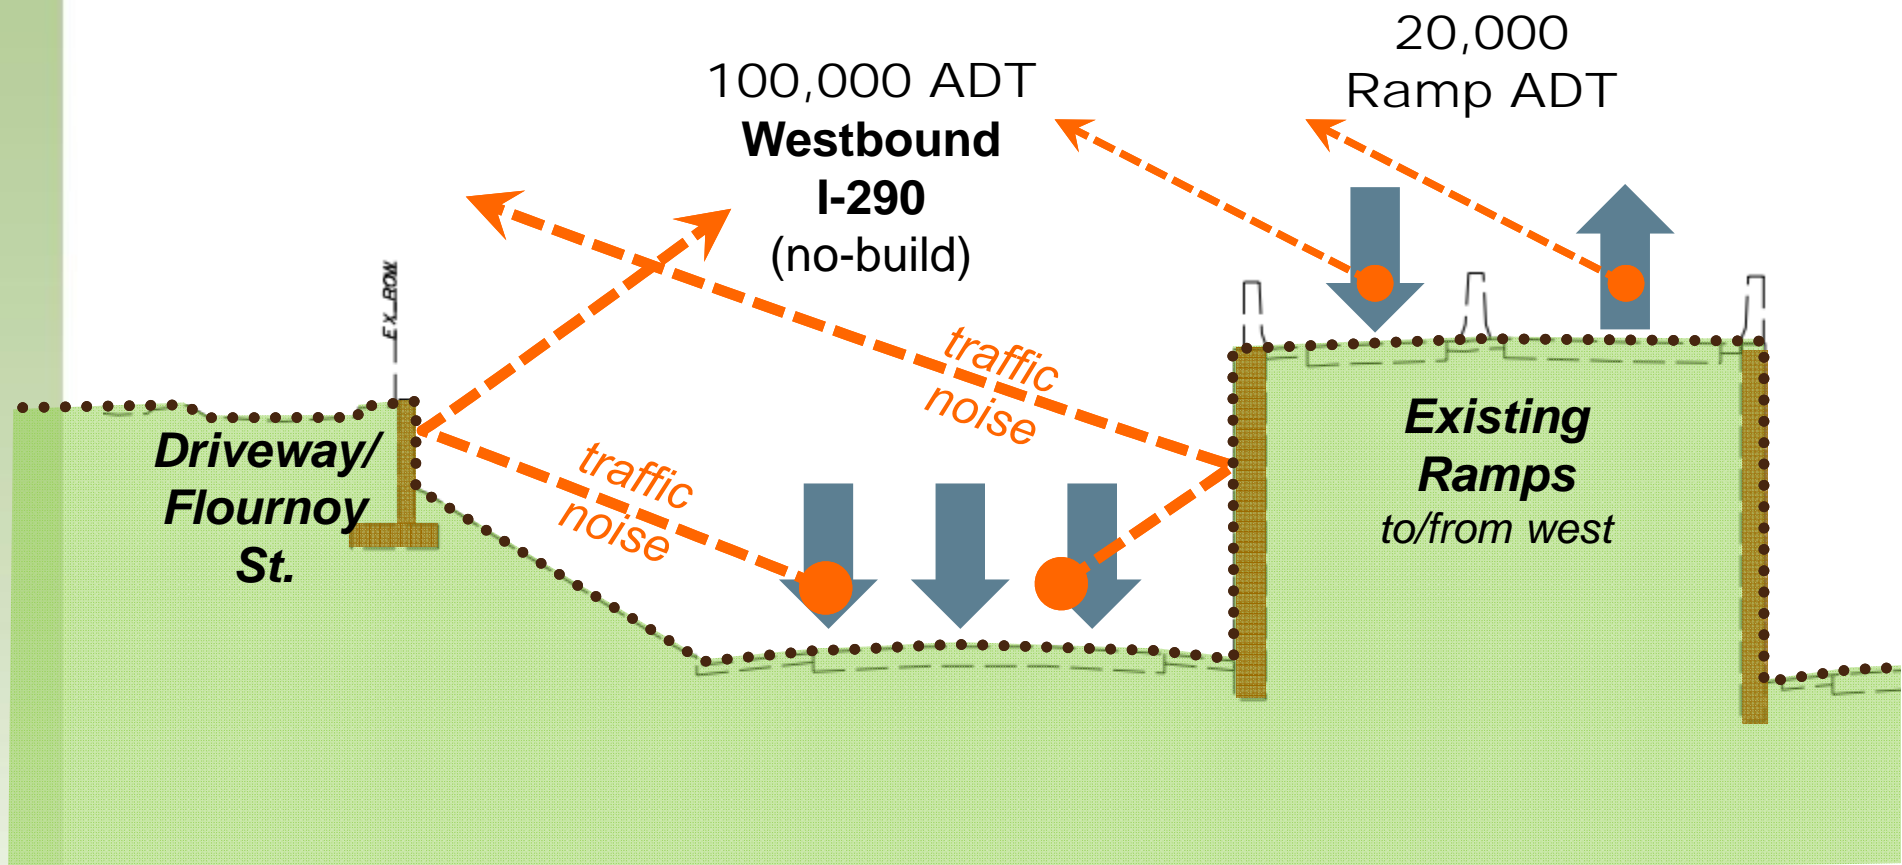 20,000
Ramp ADT
100,000 ADT
Westbound
I-290
(no-build)
EX_ROW
traffic
noise
traffic
noise
Driveway/
Flournoy
St.
Existing
Ramps
to/from west